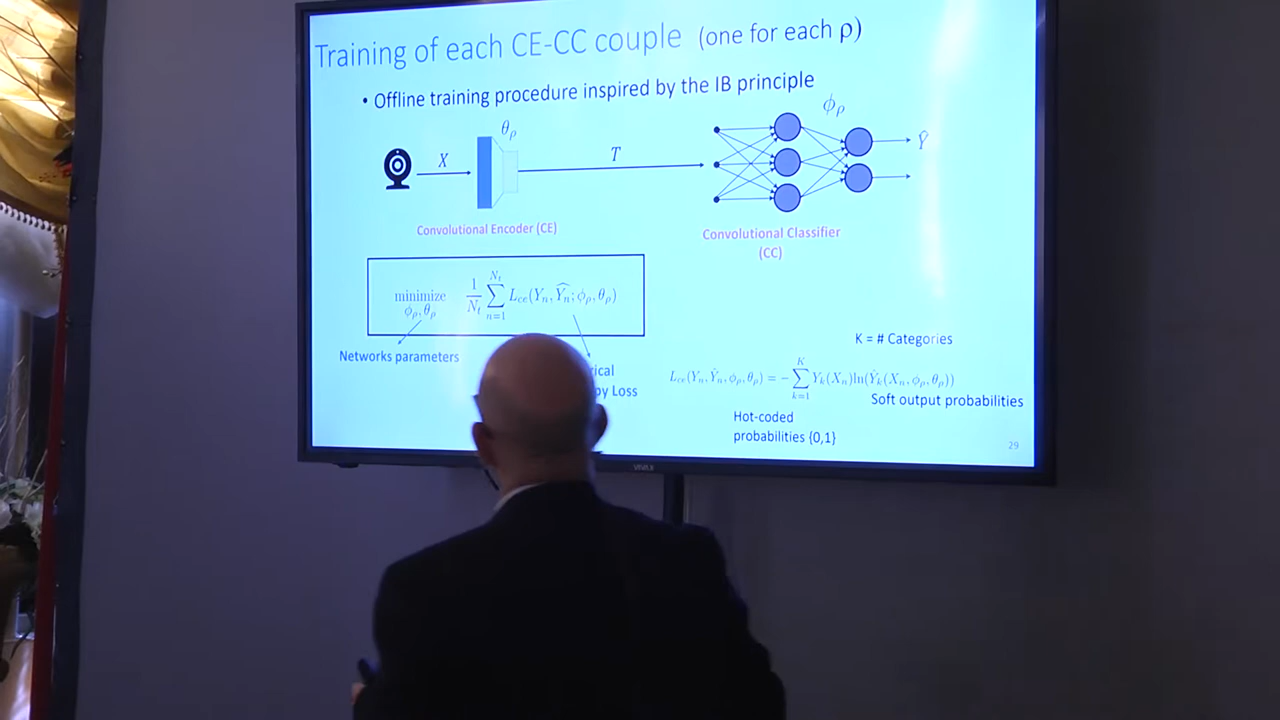 Training of each CE-CC couple (one for each ρ)
• Offline training procedure inspired by the IB principle
θρ
ϕρ
X
T
Ŷ
Convolutional Encoder (CE)
Convolutional Classifier
(CC)
minimize 1/Nt ∑ Nt n=1 Lce(Yn, Ŷn; ϕρ, θρ)
ϕρ, θρ
Networks parameters
Loss
K = # Categories
Lce(Yn, Ŷn, ϕρ, θρ) = − ∑ K k=1 Yk(Xn)ln(Ŷk(Xn, ϕρ, θρ))
Soft output probabilities
Hot-coded
probabilities {0,1}
29